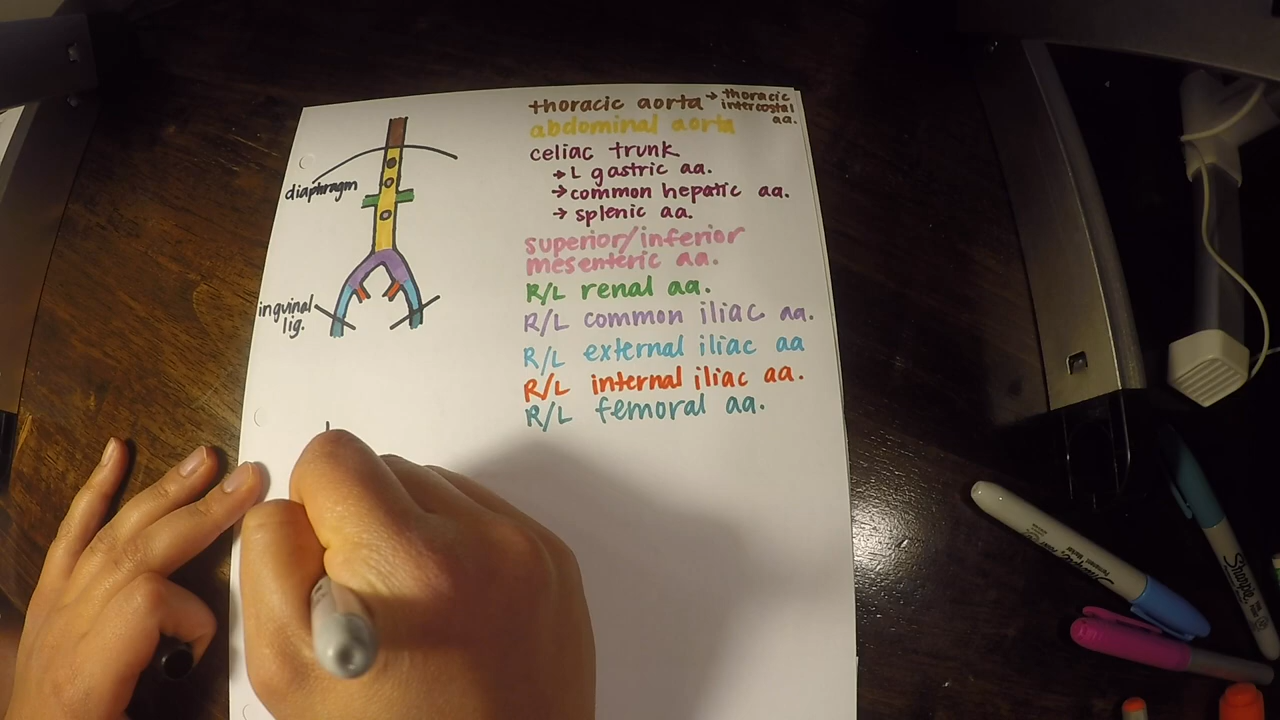 thoracic aorta → thoracic
intercostal
aa.
abdominal aorta
celiac trunk
→ L gastric aa.
→ common hepatic aa.
→ splenic aa.
superior/inferior
mesenteric aa.
R/L renal aa.
R/L common iliac aa.
R/L external iliac aa
R/L internal iliac aa.
R/L femoral aa.
diaphragm
inguinal
lig.
Sharpie